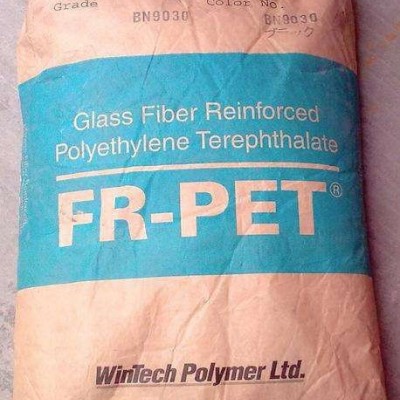 Grade Color No.
BN9030 BN9030
Glass Fiber Reinforced
Polyethylene Terephthalate
FR-PET®
WinTech Polymer Ltd.